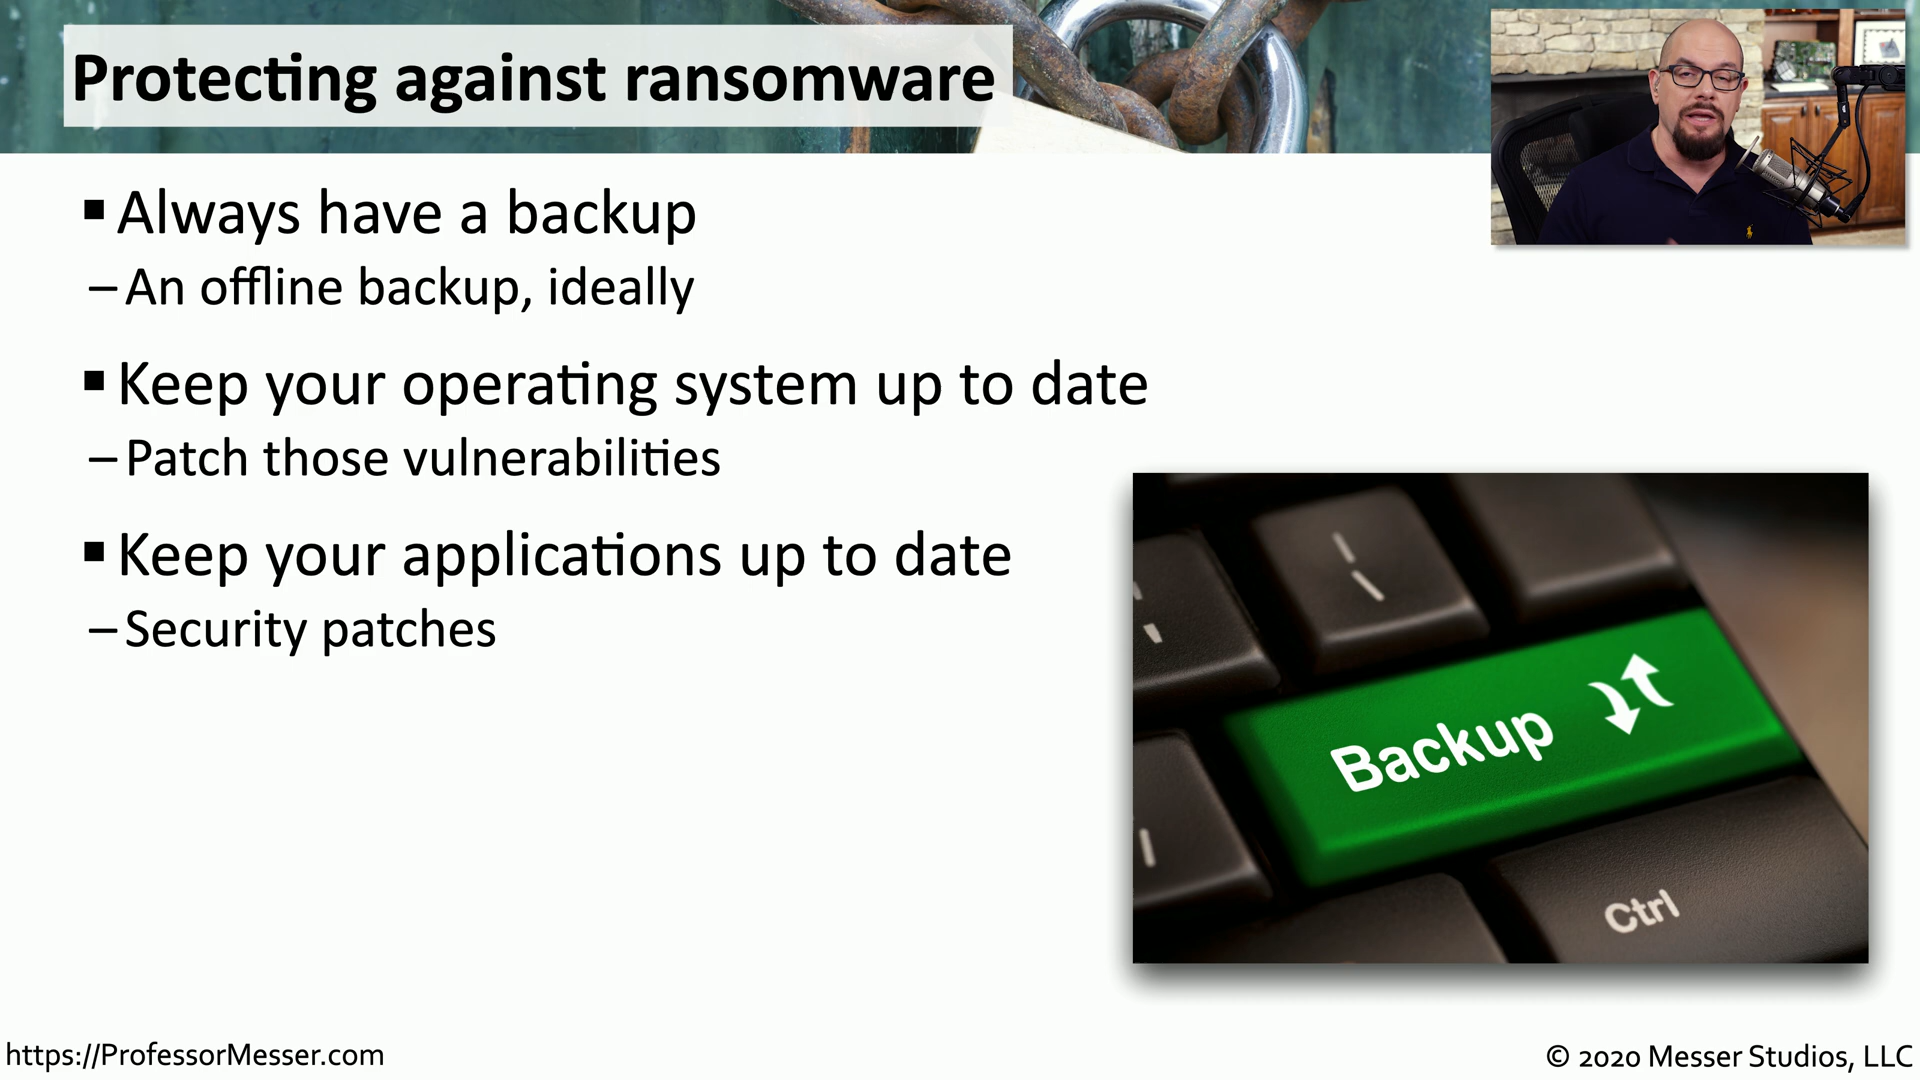 Protecting against ransomware
▪ Always have a backup
– An offline backup, ideally
▪ Keep your operating system up to date
– Patch those vulnerabilities
▪ Keep your applications up to date
– Security patches
Backup
Ctrl
https://ProfessorMesser.com
© 2020 Messer Studios, LLC